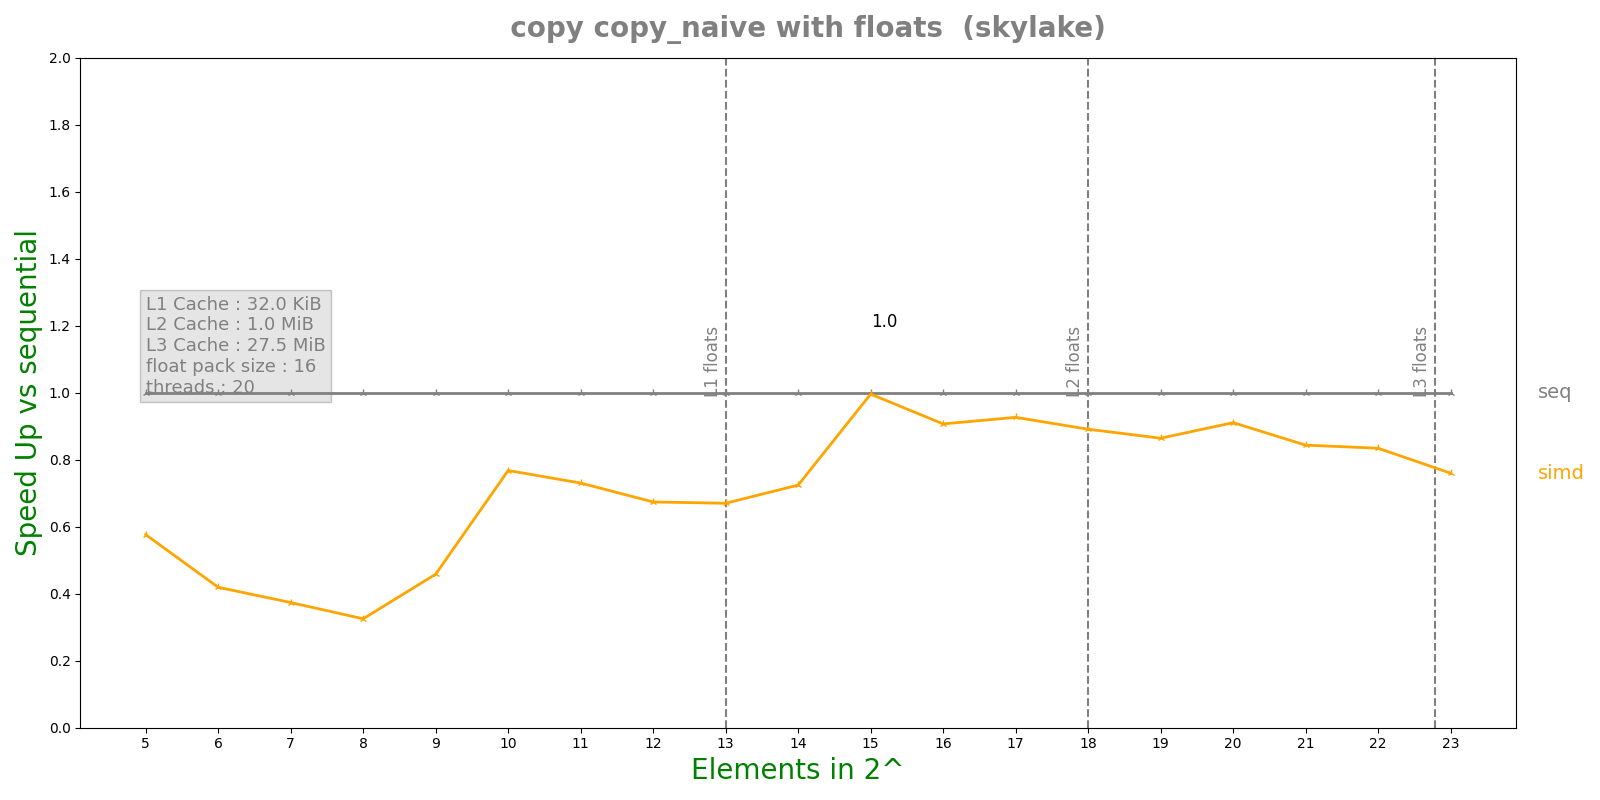 copy copy_naive with floats  (skylake)
Speed Up vs sequential
2.0
1.8
1.6
1.4
1.2
1.0
0.8
0.6
0.4
0.2
0.0
L1 Cache : 32.0 KiB
L2 Cache : 1.0 MiB
L3 Cache : 27.5 MiB
float pack size : 16
threads : 20
L1 floats
1.0
L2 floats
L3 floats
seq
simd
5 6 7 8 9 10 11 12 13 14 15 16 17 18 19 20 21 22 23
Elements in 2^